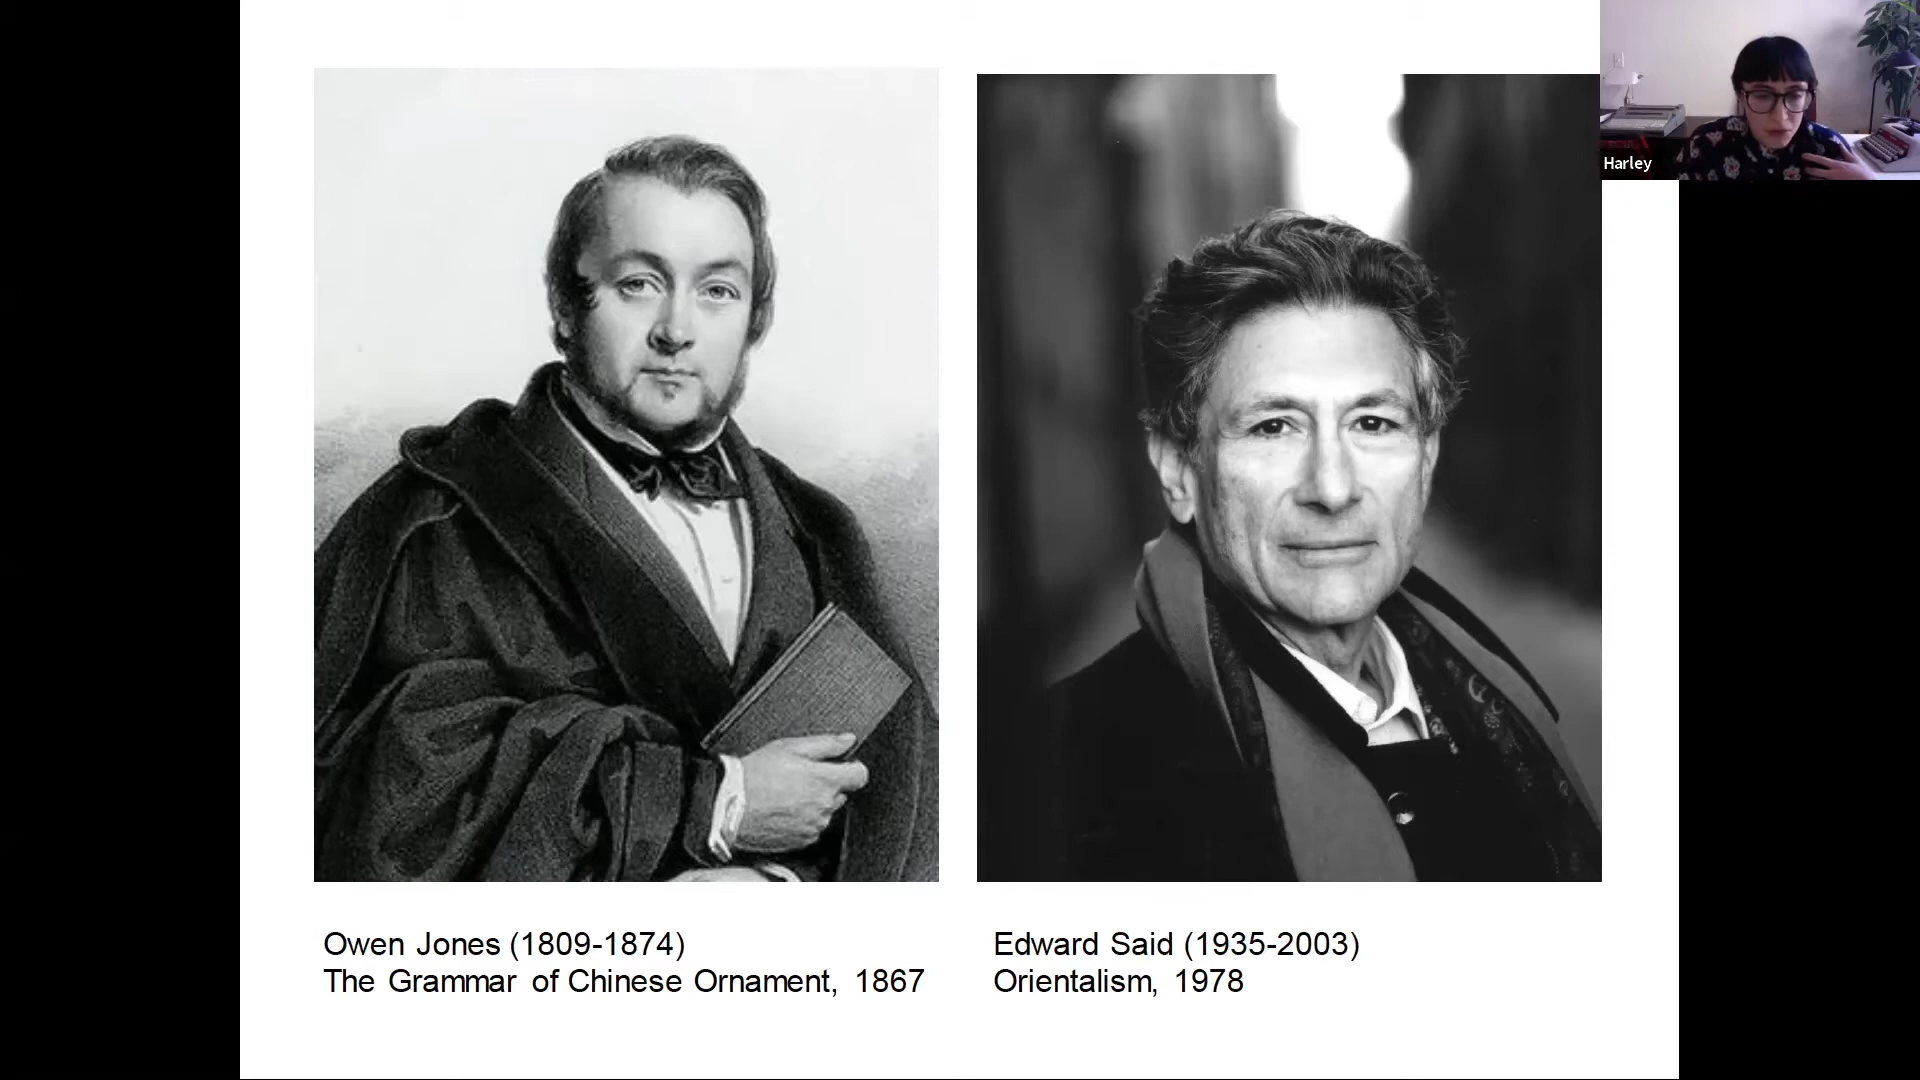 Harley
Owen Jones (1809-1874)
The Grammar of Chinese Ornament, 1867
Edward Said (1935-2003)
Orientalism, 1978